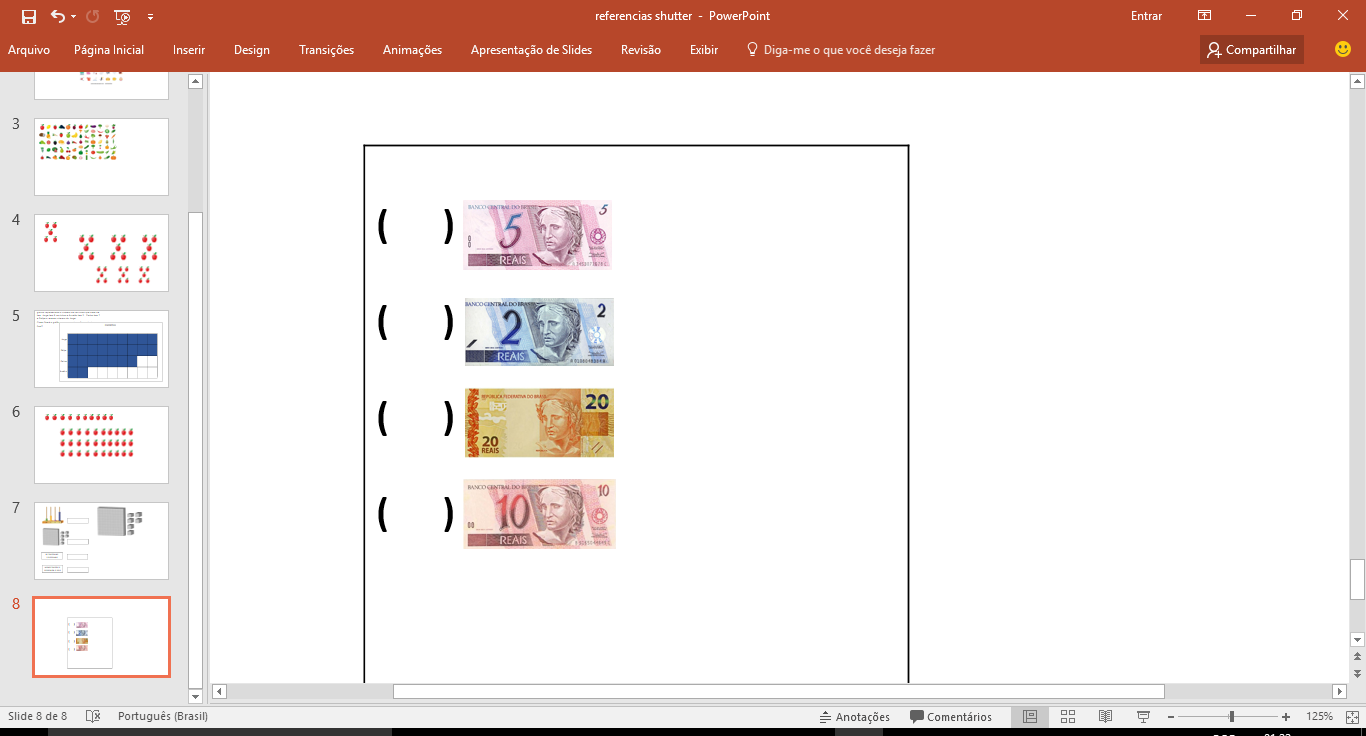 referencias shutter - PowerPoint
Entrar
Arquivo Página Inicial Inserir Design Transições Animações Apresentação de Slides Revisão Exibir Diga-me o que você deseja fazer Compartilhar
3
4
5
6
7
8
( ) BANCO CENTRAL DO BRASIL 5 5 REAIS
( ) BANCO CENTRAL DO BRASIL 2 2 REAIS
( ) REPÚBLICA FEDERATIVA DO BRASIL 20 20 REAIS
( ) BANCO CENTRAL DO 10 10 REAIS
Slide 8 de 8 Português (Brasil) Anotações Comentários 125%